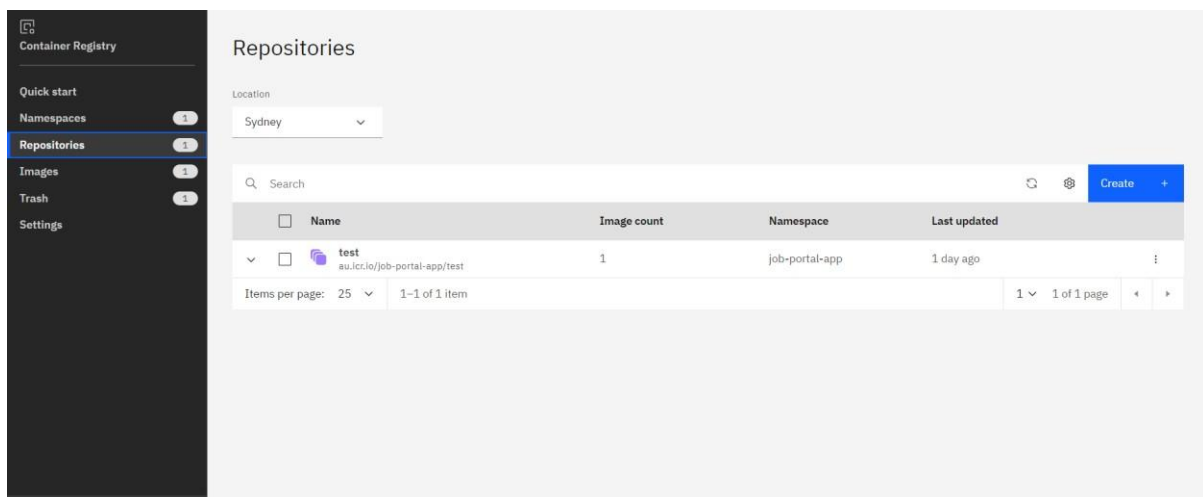 Container Registry
Quick start
Namespaces 1
Repositories 1
Images 1
Trash 1
Settings
Repositories
Location
Sydney
Search
Create +
Name Image count Namespace Last updated
test
au.icr.io/job-portal-app/test 1 job-portal-app 1 day ago
Items per page: 25 1–1 of 1 item 1 1 of 1 page